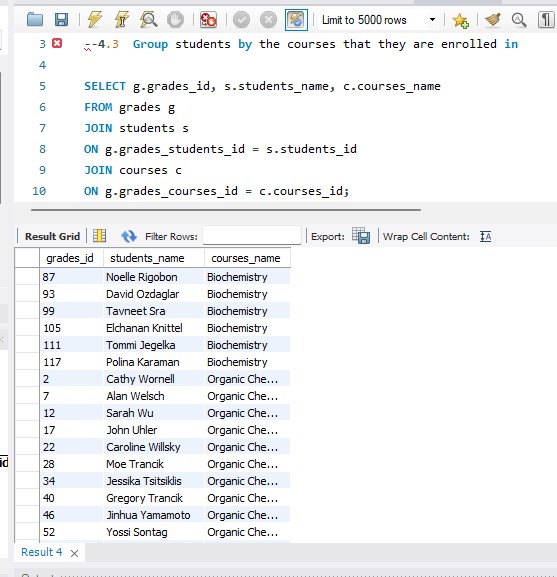 Limit to 5000 rows
3 --4.3 Group students by the courses that they are enrolled in
4
5 SELECT g.grades_id, s.students_name, c.courses_name
6 FROM grades g
7 JOIN students s
8 ON g.grades_students_id = s.students_id
9 JOIN courses c
10 ON g.grades_courses_id = c.courses_id;
Result Grid Filter Rows: Export: Wrap Cell Content:
grades_id students_name courses_name
87 Noelle Rigobon Biochemistry
93 David Ozdaglar Biochemistry
99 Tavneet Sra Biochemistry
105 Elchanan Knittel Biochemistry
111 Tommi Jegelka Biochemistry
117 Polina Karaman Biochemistry
2 Cathy Wornell Organic Che...
7 Alan Welsch Organic Che...
12 Sarah Wu Organic Che...
17 John Uhler Organic Che...
22 Caroline Willsky Organic Che...
28 Moe Trancik Organic Che...
34 Jessika Tsitsiklis Organic Che...
40 Gregory Trancik Organic Che...
46 Jinhua Yamamoto Organic Che...
52 Yossi Sontag Organic Che...
Result 4